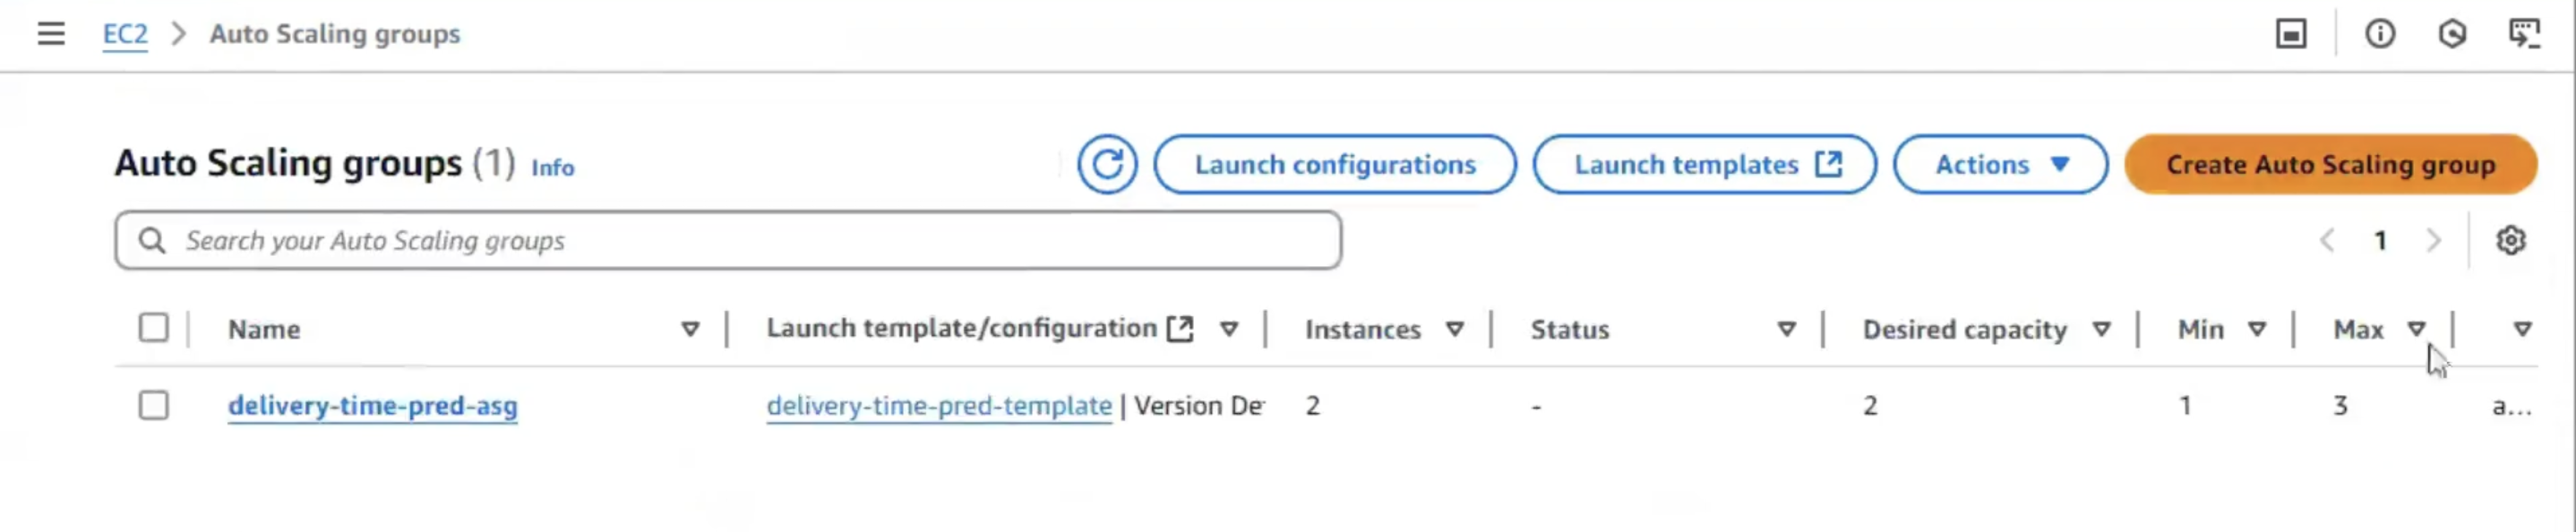 EC2 > Auto Scaling groups
Auto Scaling groups (1) Info
Launch configurations Launch templates Actions Create Auto Scaling group
Search your Auto Scaling groups
1
Name Launch template/configuration Instances Status Desired capacity Min Max
delivery-time-pred-asg delivery-time-pred-template | Version De 2 - 2 1 3 a...